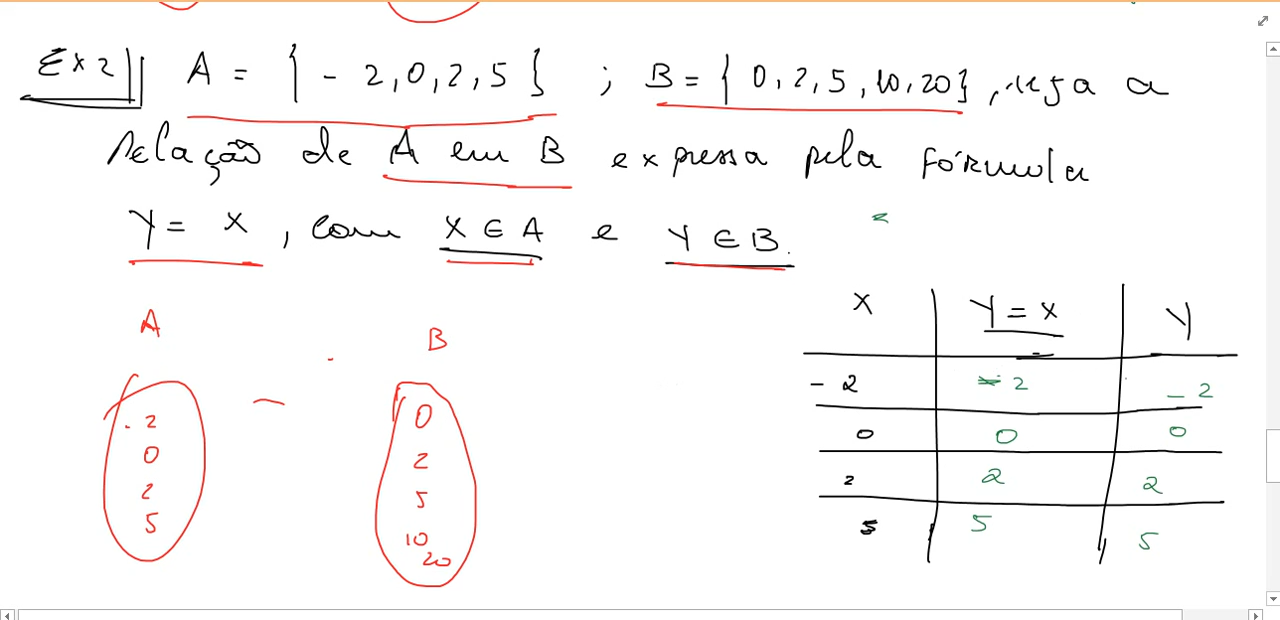 Ex 2 A = { - 2, 0, 2, 5 } ; B = { 0, 2, 5, 10, 20 }, seja a
relação de A em B expressa pela fórmula
Y = X, com X ∈ A e Y ∈ B.
A B
-2 0
0 2
2 5
5 10
20
X Y = X Y
- 2 - 2 - 2
0 0 0
2 2 2
5 5 5